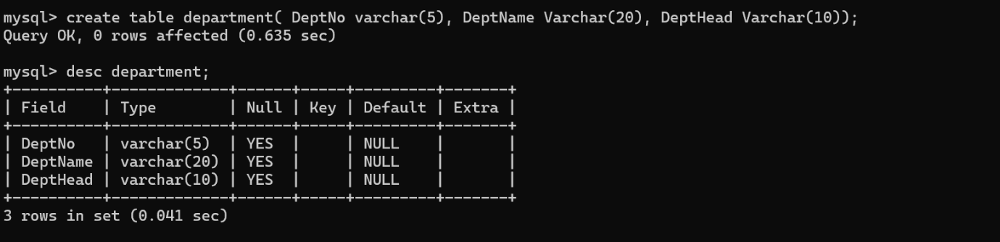 mysql> create table department( DeptNo varchar(5), DeptName Varchar(20), DeptHead Varchar(10));
Query OK, 0 rows affected (0.635 sec)
mysql> desc department;
+----------+-------------+------+-----+---------+-------+
| Field    | Type        | Null | Key | Default | Extra |
+----------+-------------+------+-----+---------+-------+
| DeptNo   | varchar(5)  | YES  |     | NULL    |       |
| DeptName | varchar(20) | YES  |     | NULL    |       |
| DeptHead | varchar(10) | YES  |     | NULL    |       |
+----------+-------------+------+-----+---------+-------+
3 rows in set (0.041 sec)